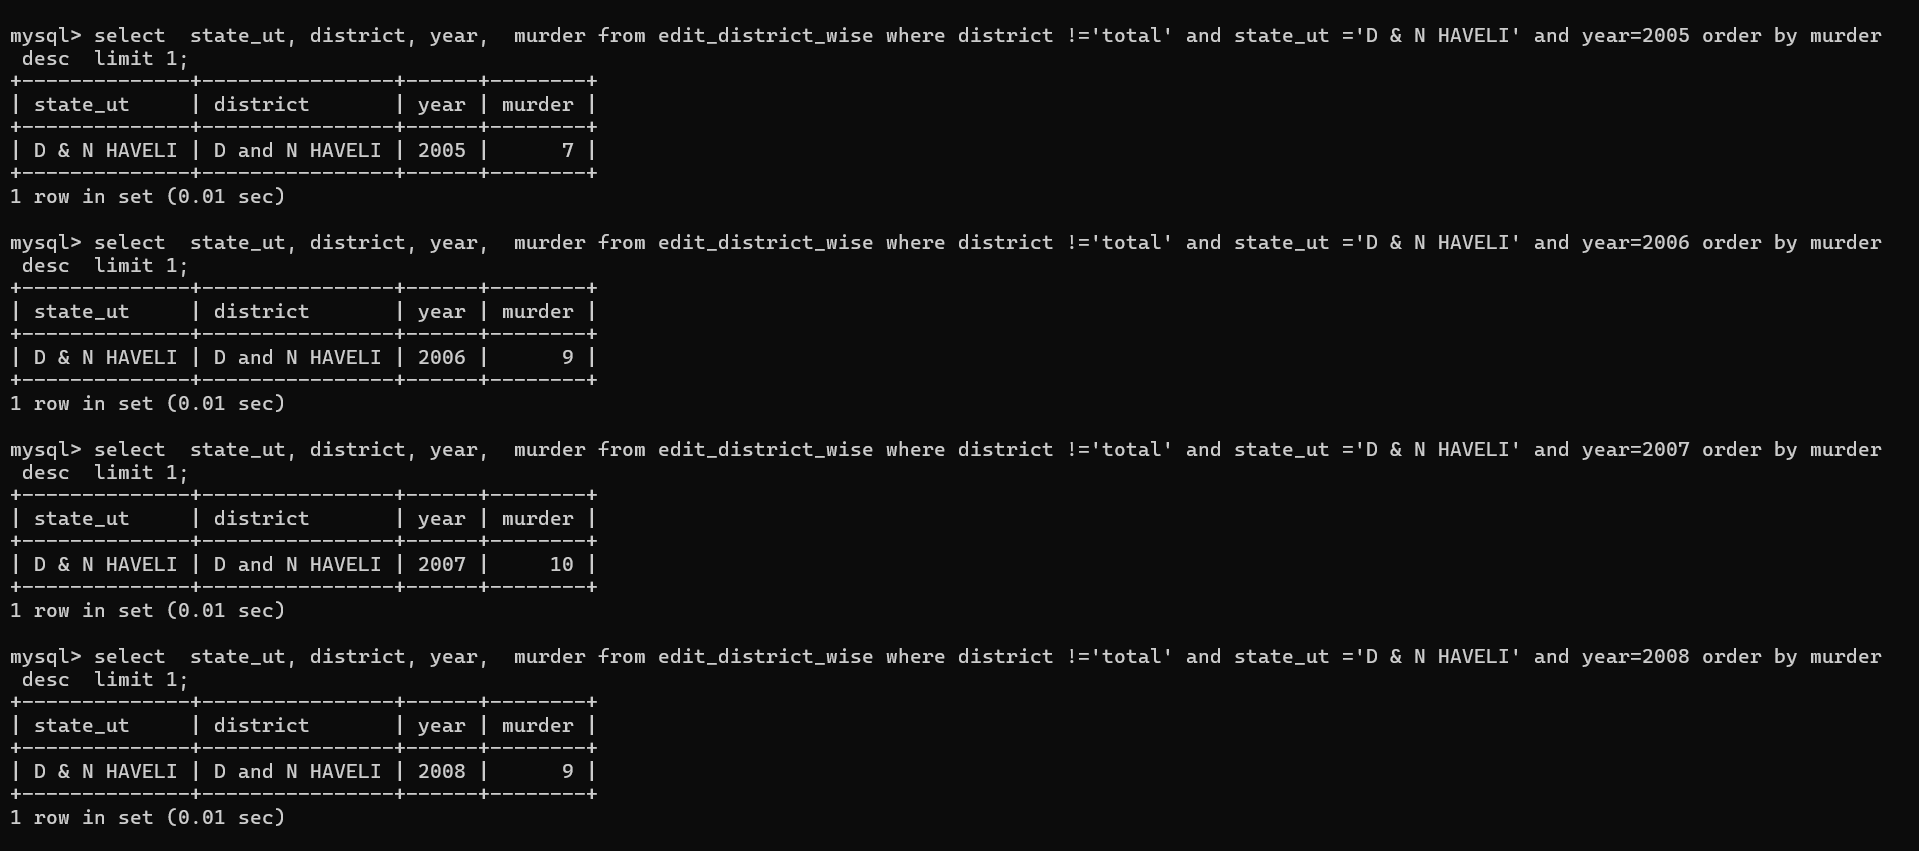 mysql> select  state_ut, district, year,  murder from edit_district_wise where district !='total' and state_ut ='D & N HAVELI' and year=2005 order by murder
 desc  limit 1;
+--------------+----------------+------+--------+
| state_ut     | district       | year | murder |
+--------------+----------------+------+--------+
| D & N HAVELI | D and N HAVELI | 2005 |      7 |
+--------------+----------------+------+--------+
1 row in set (0.01 sec)
mysql> select  state_ut, district, year,  murder from edit_district_wise where district !='total' and state_ut ='D & N HAVELI' and year=2006 order by murder
 desc  limit 1;
+--------------+----------------+------+--------+
| state_ut     | district       | year | murder |
+--------------+----------------+------+--------+
| D & N HAVELI | D and N HAVELI | 2006 |      9 |
+--------------+----------------+------+--------+
1 row in set (0.01 sec)
mysql> select  state_ut, district, year,  murder from edit_district_wise where district !='total' and state_ut ='D & N HAVELI' and year=2007 order by murder
 desc  limit 1;
+--------------+----------------+------+--------+
| state_ut     | district       | year | murder |
+--------------+----------------+------+--------+
| D & N HAVELI | D and N HAVELI | 2007 |     10 |
+--------------+----------------+------+--------+
1 row in set (0.01 sec)
mysql> select  state_ut, district, year,  murder from edit_district_wise where district !='total' and state_ut ='D & N HAVELI' and year=2008 order by murder
 desc  limit 1;
+--------------+----------------+------+--------+
| state_ut     | district       | year | murder |
+--------------+----------------+------+--------+
| D & N HAVELI | D and N HAVELI | 2008 |      9 |
+--------------+----------------+------+--------+
1 row in set (0.01 sec)